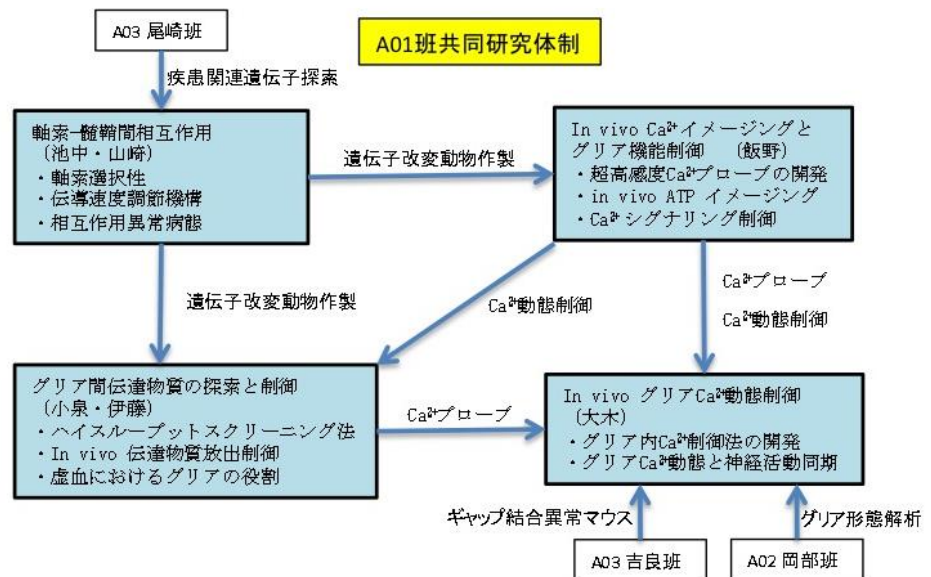 A03 尾崎班
A01班共同研究体制
疾患関連遺伝子探索
軸索-髄鞘間相互作用
(池中・山崎)
・軸索選択性
・伝導速度調節機構
・相互作用異常病態
遺伝子改変動物作製
In vivo Ca²⁺イメージングと
グリア機能制御 (飯野)
・超高感度Ca²⁺プローブの開発
・in vivo ATP イメージング
・Ca²⁺シグナリング制御
遺伝子改変動物作製
Ca²⁺動態制御
Ca²⁺プローブ
Ca²⁺動態制御
グリア間伝達物質の探索と制御
(小泉・伊藤)
・ハイスループットスクリーニング法
・In vivo 伝達物質放出制御
・虚血におけるグリアの役割
Ca²⁺プローブ
In vivo グリアCa²⁺動態制御
(大木)
・グリア内Ca²⁺制御法の開発
・グリアCa²⁺動態と神経活動同期
ギャップ結合異常マウス
グリア形態解析
A03 吉良班
A02 岡部班